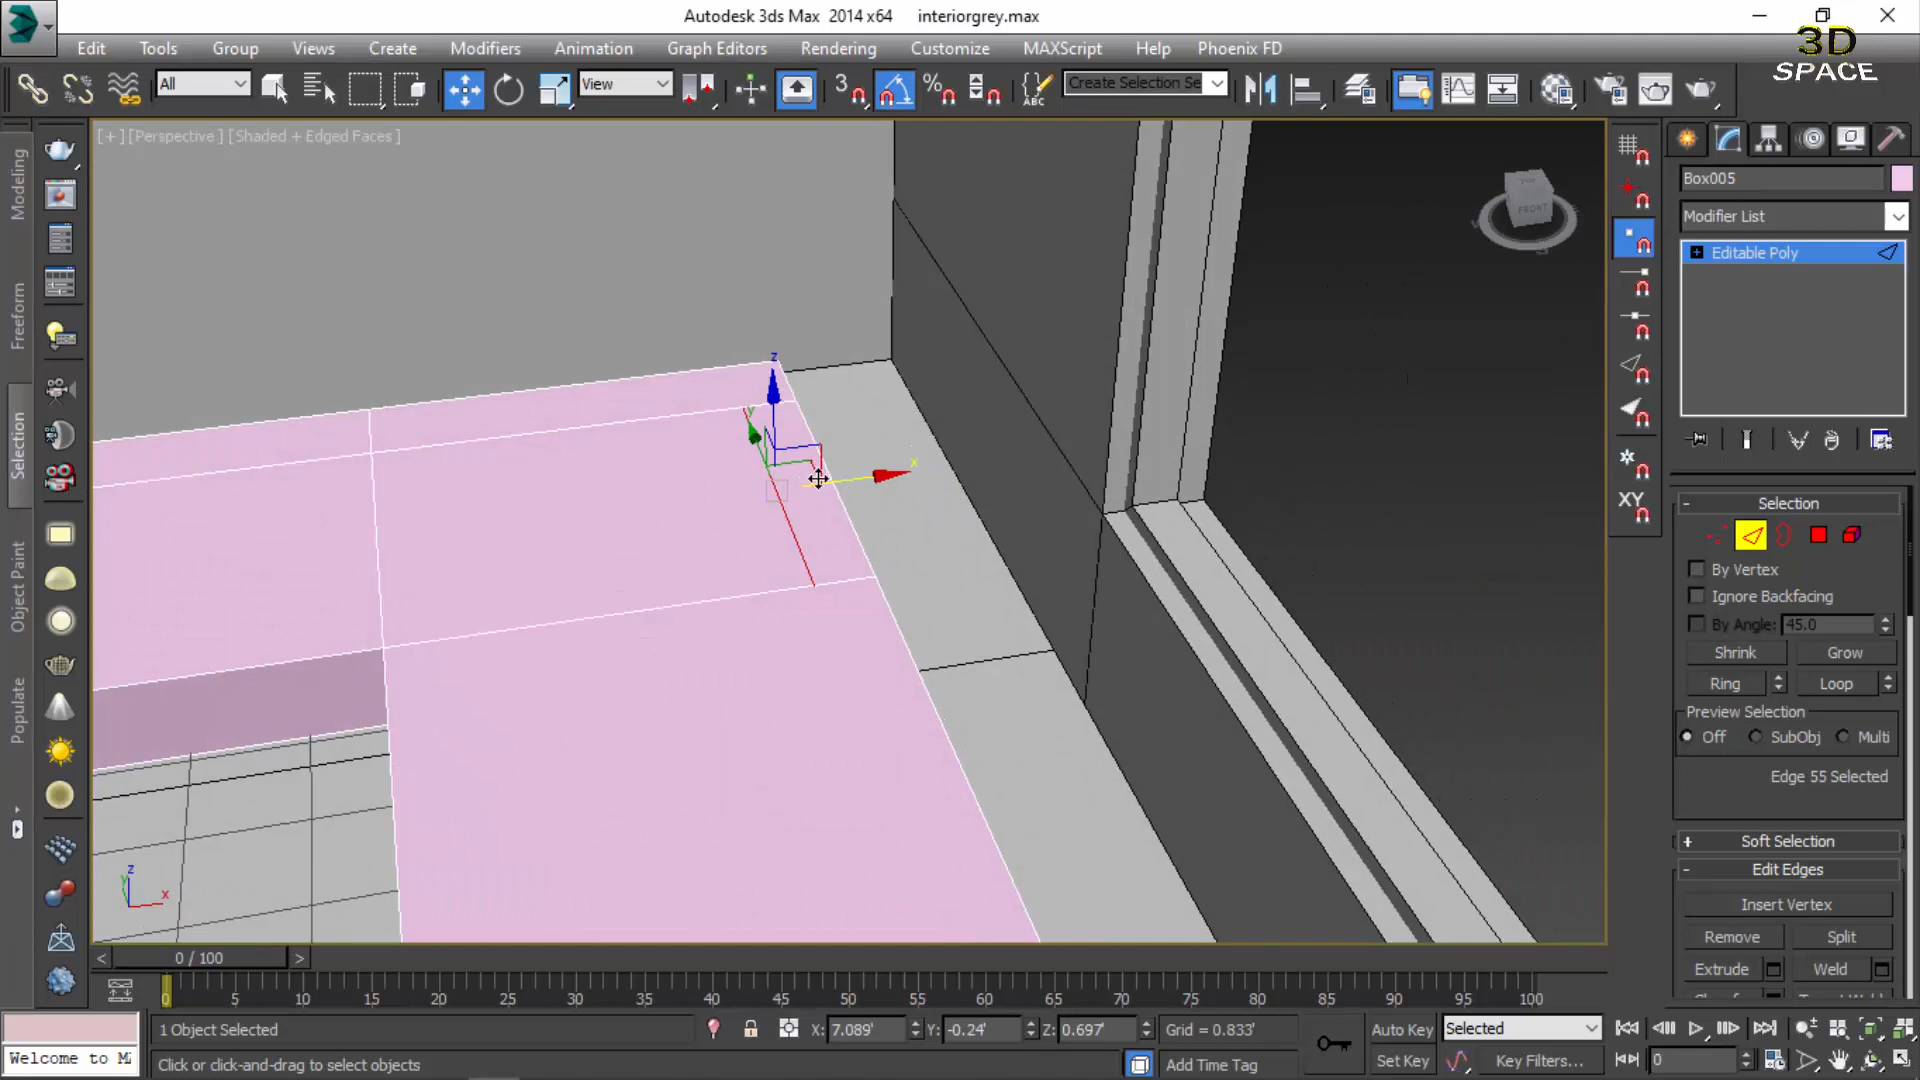 Autodesk 3ds Max 2014 x64 interiorgrey.max
3D
SPACE
Edit Tools Group Views Create Modifiers Animation Graph Editors Rendering Customize MAXScript Help Phoenix FD
All View 3 % ABC Create Selection Se
[+][Perspective][Shaded + Edged Faces]
Modeling
Freeform
Selection
Object Paint
Populate
z
y
x
FRONT
XY
Box005
Modifier List
Editable Poly
Selection
By Vertex
Ignore Backfacing
By Angle: 45.0
Shrink Grow
Ring Loop
Preview Selection
Off SubObj Multi
Edge 55 Selected
Soft Selection
Edit Edges
Insert Vertex
Remove Split
Extrude Weld
z
y
x
< 0 / 100 >
0 5 10 15 20 25 30 35 40 45 50 55 60 65 70 75 80 85 90 95 100
1 Object Selected X: 7.089' Y: -0.24' Z: 0.697' Grid = 0.833' Auto Key Selected
Welcome to M Click or click-and-drag to select objects Add Time Tag Set Key Key Filters... 0